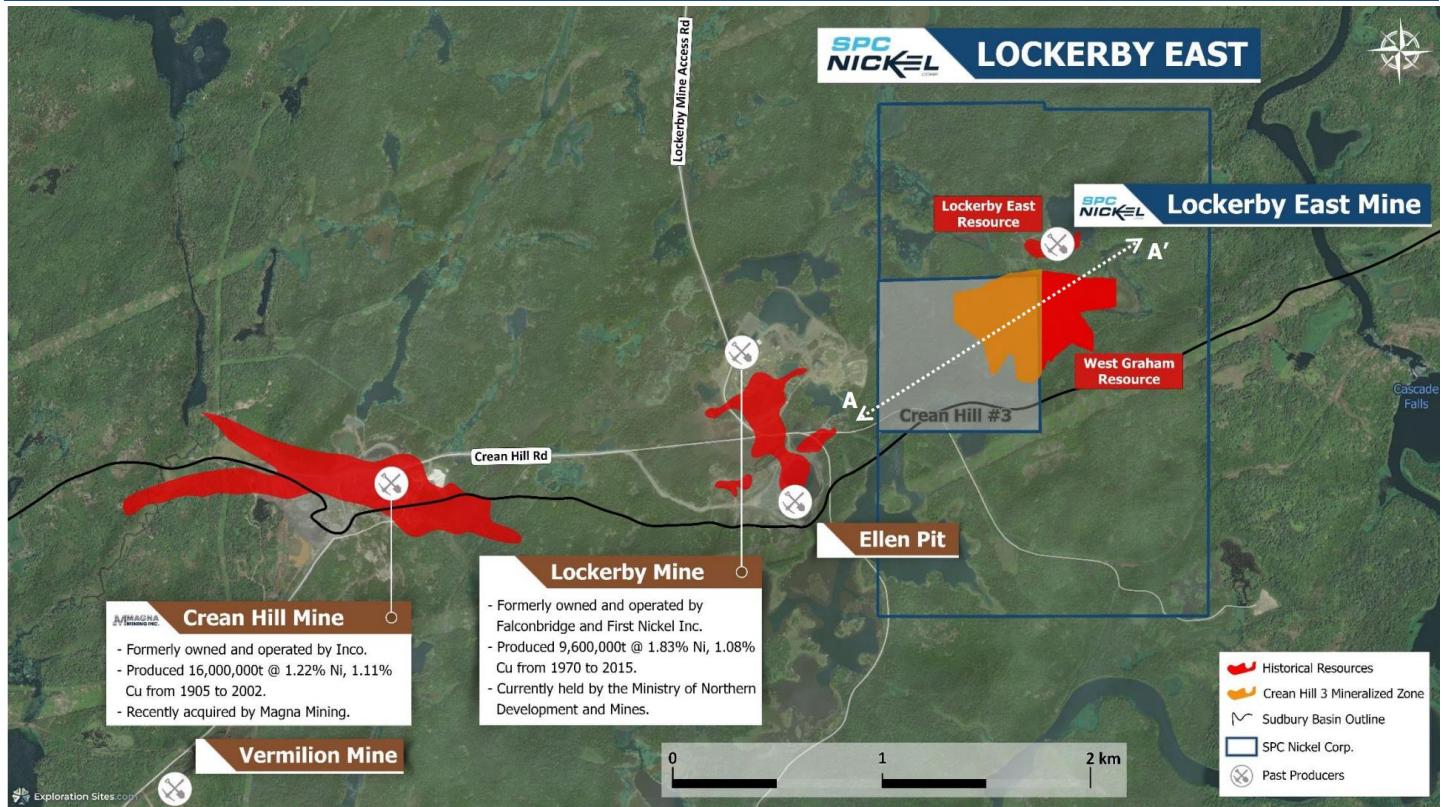 SPC
NICKEL
CORP.
LOCKERBY EAST
Lockerby Mine Access Rd
Lockerby East
Resource
SPC
NICKEL
Lockerby East Mine
A'
West Graham
Resource
A
Crean Hill #3
Cascade
Falls
Crean Hill Rd
Ellen Pit
Lockerby Mine
- Formerly owned and operated by
Falconbridge and First Nickel Inc.
- Produced 9,600,000t @ 1.83% Ni, 1.08%
Cu from 1970 to 2015.
- Currently held by the Ministry of Northern
Development and Mines.
MAGNA
MINING INC.
Crean Hill Mine
- Formerly owned and operated by Inco.
- Produced 16,000,000t @ 1.22% Ni, 1.11%
Cu from 1905 to 2002.
- Recently acquired by Magna Mining.
Vermilion Mine
Historical Resources
Crean Hill 3 Mineralized Zone
Sudbury Basin Outline
SPC Nickel Corp.
Past Producers
0 1 2 km
Exploration Sites.com